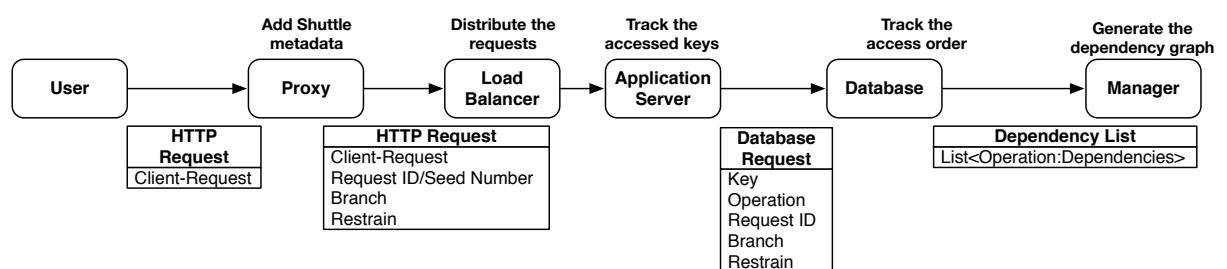 Add Shuttle
metadata
Distribute the
requests
Track the
accessed keys
Track the
access order
Generate the
dependency graph
User
Proxy
Load
Balancer
Application
Server
Database
Manager
HTTP
Request
Client-Request
HTTP Request
Client-Request
Request ID/Seed Number
Branch
Restrain
Database
Request
Key
Operation
Request ID
Branch
Restrain
Dependency List
List<Operation:Dependencies>